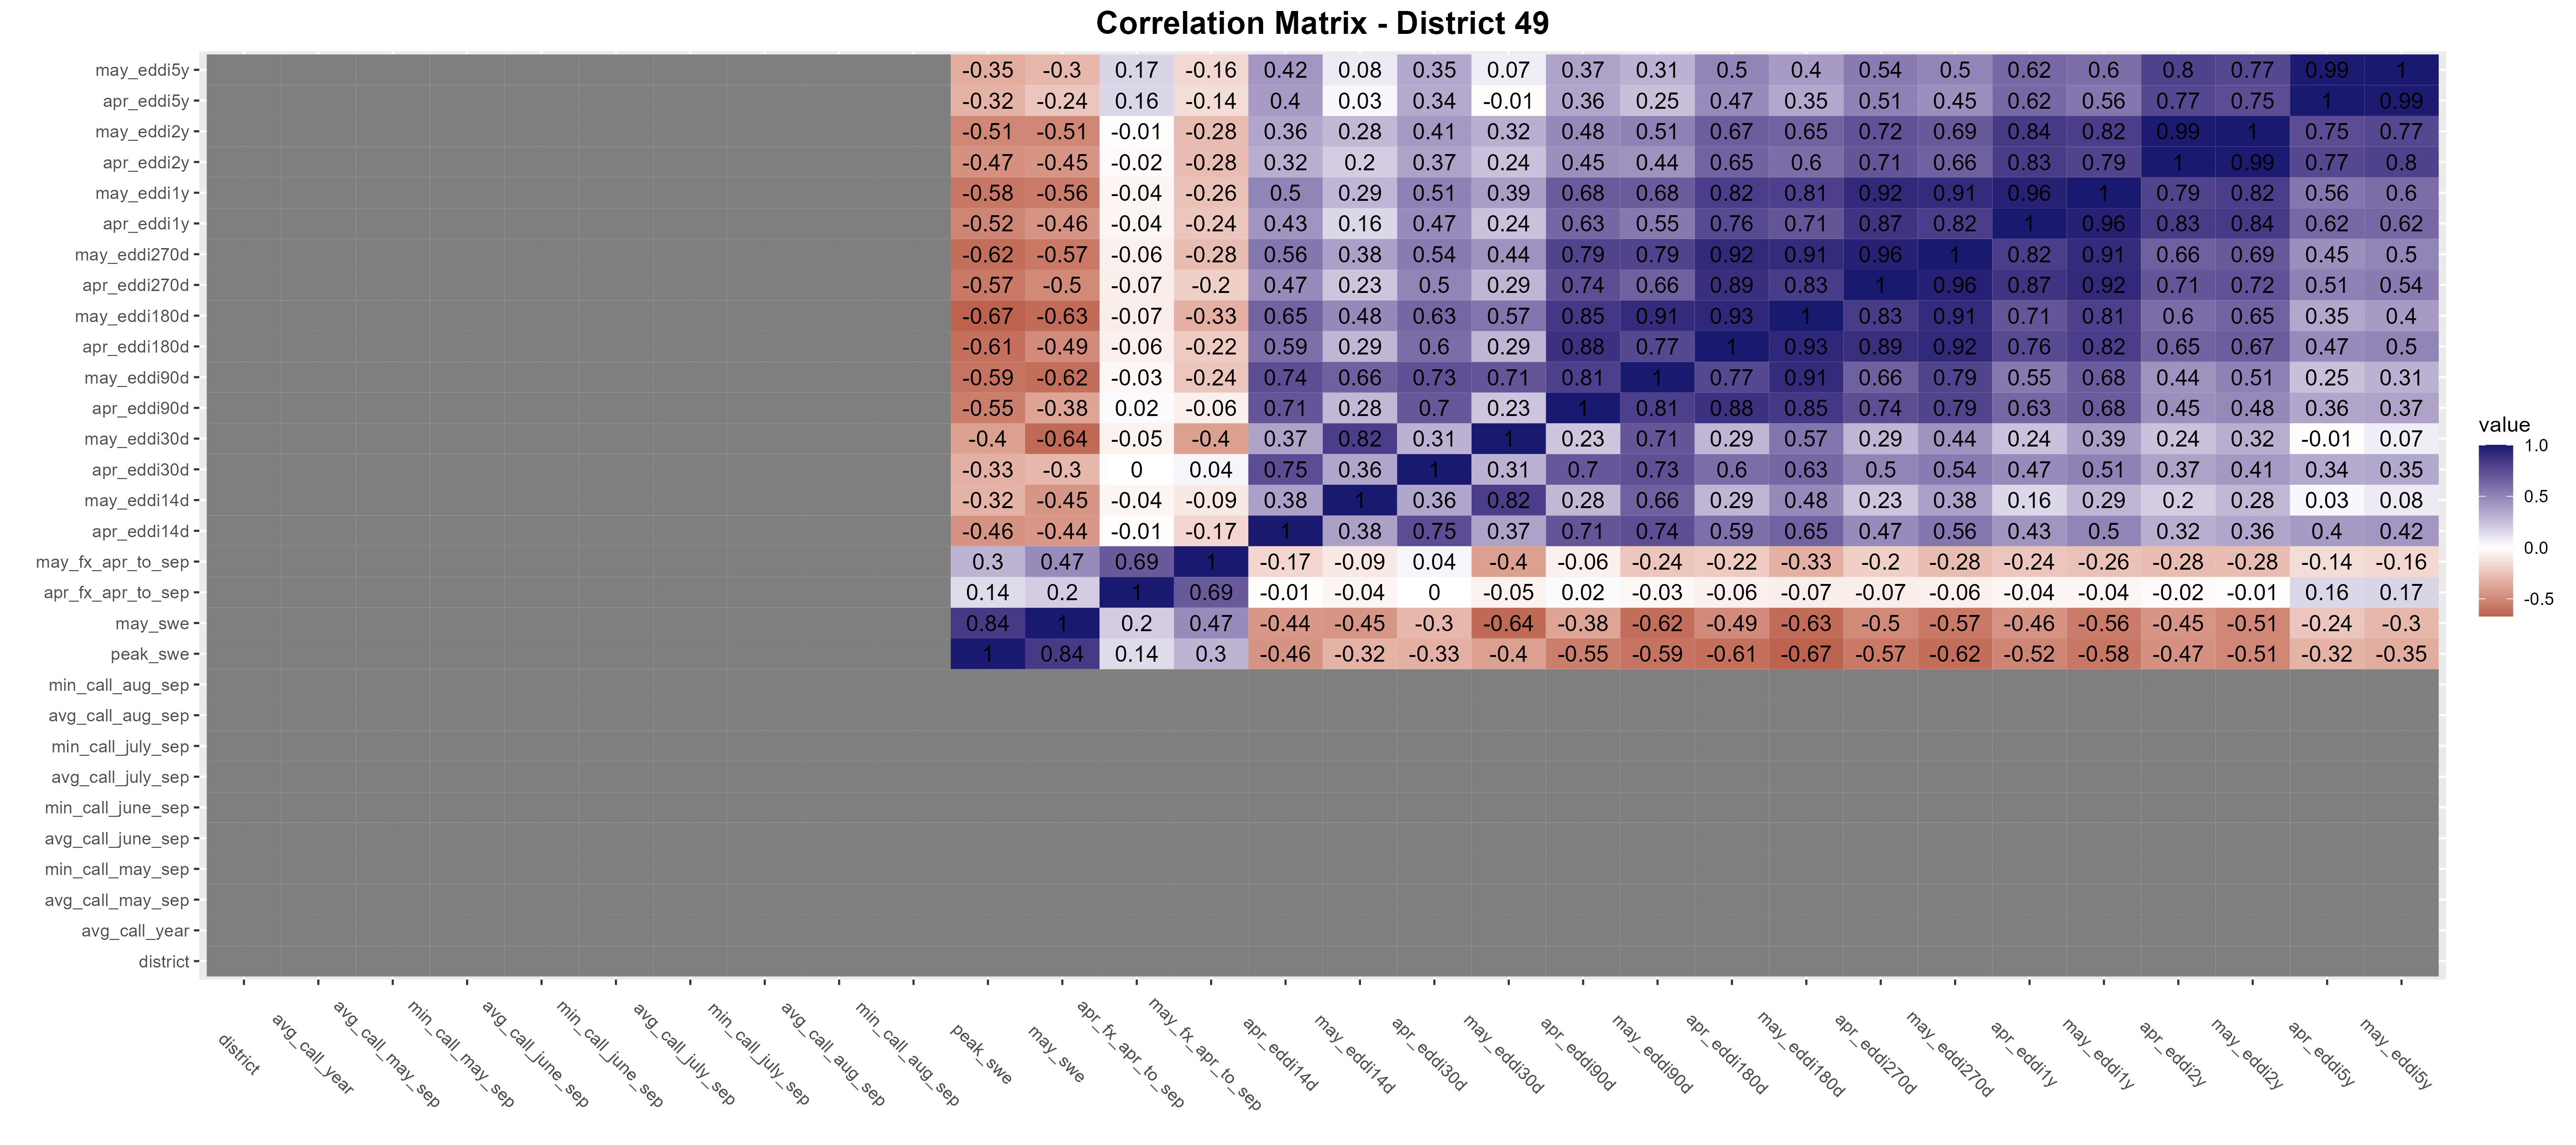 Correlation Matrix - District 49
may_eddi5y -0.35 -0.3 0.17 -0.16 0.42 0.08 0.35 0.07 0.37 0.31 0.5 0.4 0.54 0.5 0.62 0.6 0.8 0.77 0.99 1
apr_eddi5y -0.32 -0.24 0.16 -0.14 0.4 0.03 0.34 -0.01 0.36 0.25 0.47 0.35 0.51 0.45 0.62 0.56 0.77 0.75 1 0.99
may_eddi2y -0.51 -0.51 -0.01 -0.28 0.36 0.28 0.41 0.32 0.48 0.51 0.67 0.65 0.72 0.69 0.84 0.82 0.99 1 0.75 0.77
apr_eddi2y -0.47 -0.45 -0.02 -0.28 0.32 0.2 0.37 0.24 0.45 0.44 0.65 0.6 0.71 0.66 0.83 0.79 1 0.99 0.77 0.8
may_eddi1y -0.58 -0.56 -0.04 -0.26 0.5 0.29 0.51 0.39 0.68 0.68 0.82 0.81 0.92 0.91 0.96 1 0.79 0.82 0.56 0.6
apr_eddi1y -0.52 -0.46 -0.04 -0.24 0.43 0.16 0.47 0.24 0.63 0.55 0.76 0.71 0.87 0.82 1 0.96 0.83 0.84 0.62 0.62
may_eddi270d -0.62 -0.57 -0.06 -0.28 0.56 0.38 0.54 0.44 0.79 0.79 0.92 0.91 0.96 1 0.82 0.91 0.66 0.69 0.45 0.5
apr_eddi270d -0.57 -0.5 -0.07 -0.2 0.47 0.23 0.5 0.29 0.74 0.66 0.89 0.83 1 0.96 0.87 0.92 0.71 0.72 0.51 0.54
may_eddi180d -0.67 -0.63 -0.07 -0.33 0.65 0.48 0.63 0.57 0.85 0.91 0.93 1 0.83 0.91 0.71 0.81 0.6 0.65 0.35 0.4
apr_eddi180d -0.61 -0.49 -0.06 -0.22 0.59 0.29 0.6 0.29 0.88 0.77 1 0.93 0.89 0.92 0.76 0.82 0.65 0.67 0.47 0.5
may_eddi90d -0.59 -0.62 -0.03 -0.24 0.74 0.66 0.73 0.71 0.81 1 0.77 0.91 0.66 0.79 0.55 0.68 0.44 0.51 0.25 0.31
apr_eddi90d -0.55 -0.38 0.02 -0.06 0.71 0.28 0.7 0.23 1 0.81 0.88 0.85 0.74 0.79 0.63 0.68 0.45 0.48 0.36 0.37
may_eddi30d -0.4 -0.64 -0.05 -0.4 0.37 0.82 0.31 1 0.23 0.71 0.29 0.57 0.29 0.44 0.24 0.39 0.24 0.32 -0.01 0.07
apr_eddi30d -0.33 -0.3 0 0.04 0.75 0.36 1 0.31 0.7 0.73 0.6 0.63 0.5 0.54 0.47 0.51 0.37 0.41 0.34 0.35
may_eddi14d -0.32 -0.45 -0.04 -0.09 0.38 1 0.36 0.82 0.28 0.66 0.29 0.48 0.23 0.38 0.16 0.29 0.2 0.28 0.03 0.08
apr_eddi14d -0.46 -0.44 -0.01 -0.17 1 0.38 0.75 0.37 0.71 0.74 0.59 0.65 0.47 0.56 0.43 0.5 0.32 0.36 0.4 0.42
may_fx_apr_to_sep 0.3 0.47 0.69 1 -0.17 -0.09 0.04 -0.4 -0.06 -0.24 -0.22 -0.33 -0.2 -0.28 -0.24 -0.26 -0.28 -0.28 -0.14 -0.16
apr_fx_apr_to_sep 0.14 0.2 1 0.69 -0.01 -0.04 0 -0.05 0.02 -0.03 -0.06 -0.07 -0.07 -0.06 -0.04 -0.04 -0.02 -0.01 0.16 0.17
may_swe 0.84 1 0.2 0.47 -0.44 -0.45 -0.3 -0.64 -0.38 -0.62 -0.49 -0.63 -0.5 -0.57 -0.46 -0.56 -0.45 -0.51 -0.24 -0.3
peak_swe 1 0.84 0.14 0.3 -0.46 -0.32 -0.33 -0.4 -0.55 -0.59 -0.61 -0.67 -0.57 -0.62 -0.52 -0.58 -0.47 -0.51 -0.32 -0.35
min_call_aug_sep
avg_call_aug_sep
min_call_july_sep
avg_call_july_sep
min_call_june_sep
avg_call_june_sep
min_call_may_sep
avg_call_may_sep
avg_call_year
district
district avg_call_year avg_call_may_sep min_call_may_sep avg_call_june_sep min_call_june_sep avg_call_july_sep min_call_july_sep avg_call_aug_sep min_call_aug_sep peak_swe may_swe apr_fx_apr_to_sep may_fx_apr_to_sep apr_eddi14d may_eddi14d apr_eddi30d may_eddi30d apr_eddi90d may_eddi90d apr_eddi180d may_eddi180d apr_eddi270d may_eddi270d apr_eddi1y may_eddi1y apr_eddi2y may_eddi2y apr_eddi5y may_eddi5y
value
1.0
0.5
0.0
-0.5